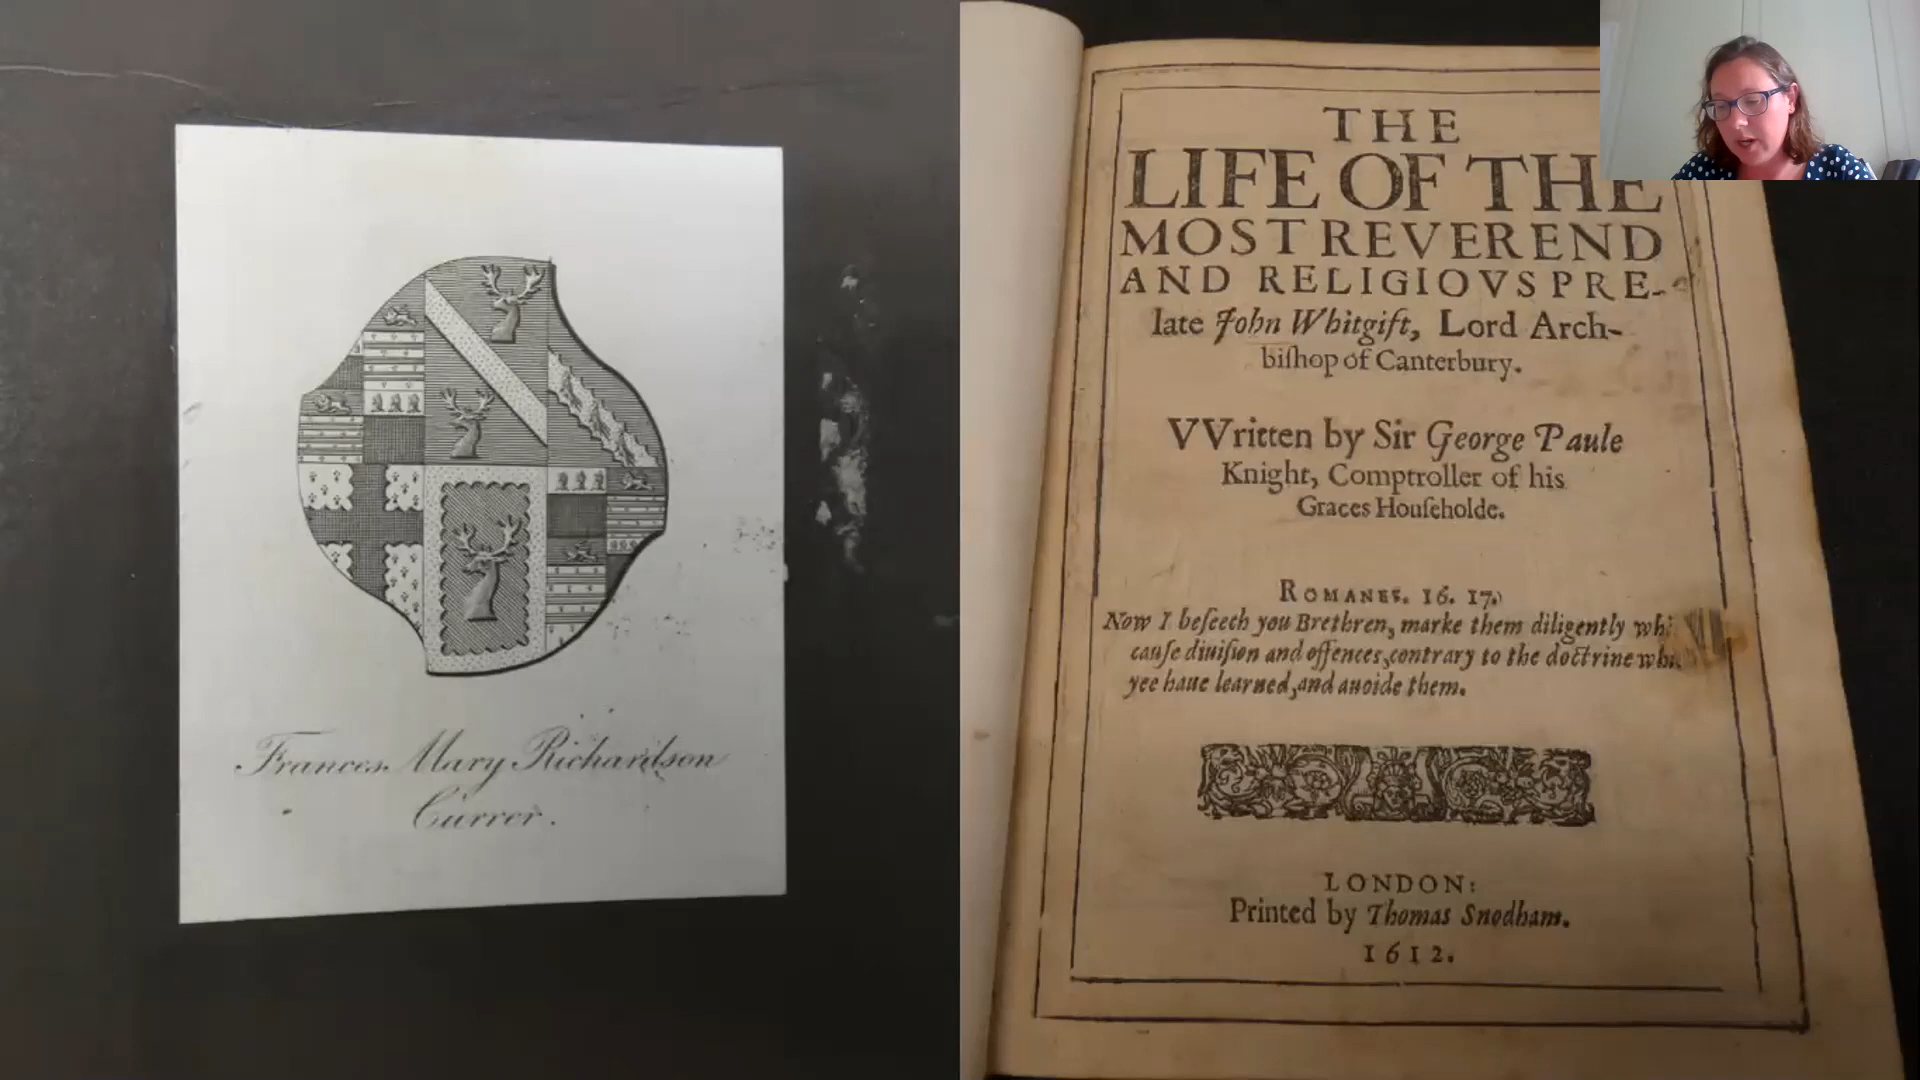 Frances Mary Richardson
Currer.
THE
LIFE OF THE
MOST REVEREND
AND RELIGIOVS PRE-
late John Whitgift, Lord Arch-
biſhop of Canterbury.
VVritten by Sir George Paule
Knight, Comptroller of his
Graces Houſeholde.
ROMANES. 16. 17.
Now I beſeech you Brethren, marke them diligently
cauſe diuiſion and offences, contrary to the doctrine
yee haue learned, and auoide them.
LONDON:
Printed by Thomas Snodham.
1612.